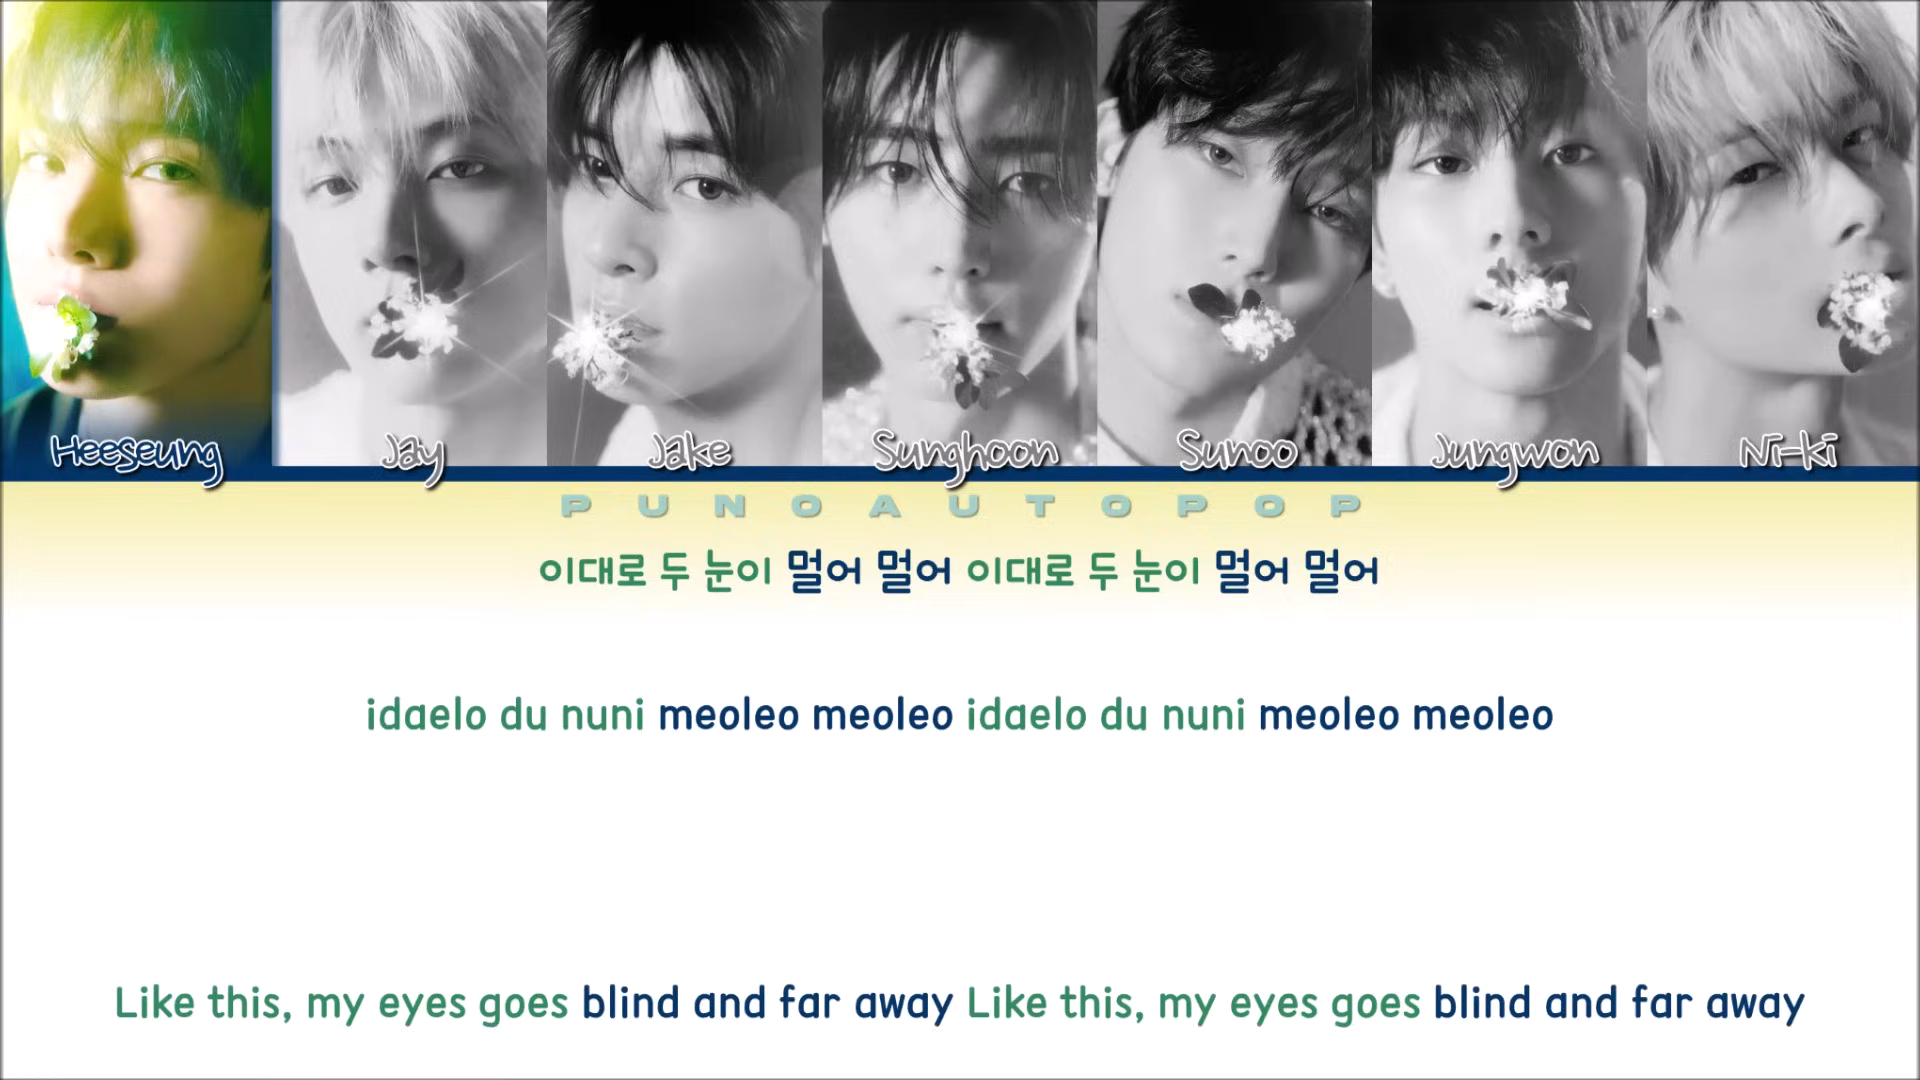 Heeseung Jay Jake Sunghoon Sunoo Jungwon Ni-ki
PUNOAUTOPOP
이대로 두 눈이 멀어 멀어 이대로 두 눈이 멀어 멀어
idaelo du nuni meoleo meoleo idaelo du nuni meoleo meoleo
Like this, my eyes goes blind and far away Like this, my eyes goes blind and far away